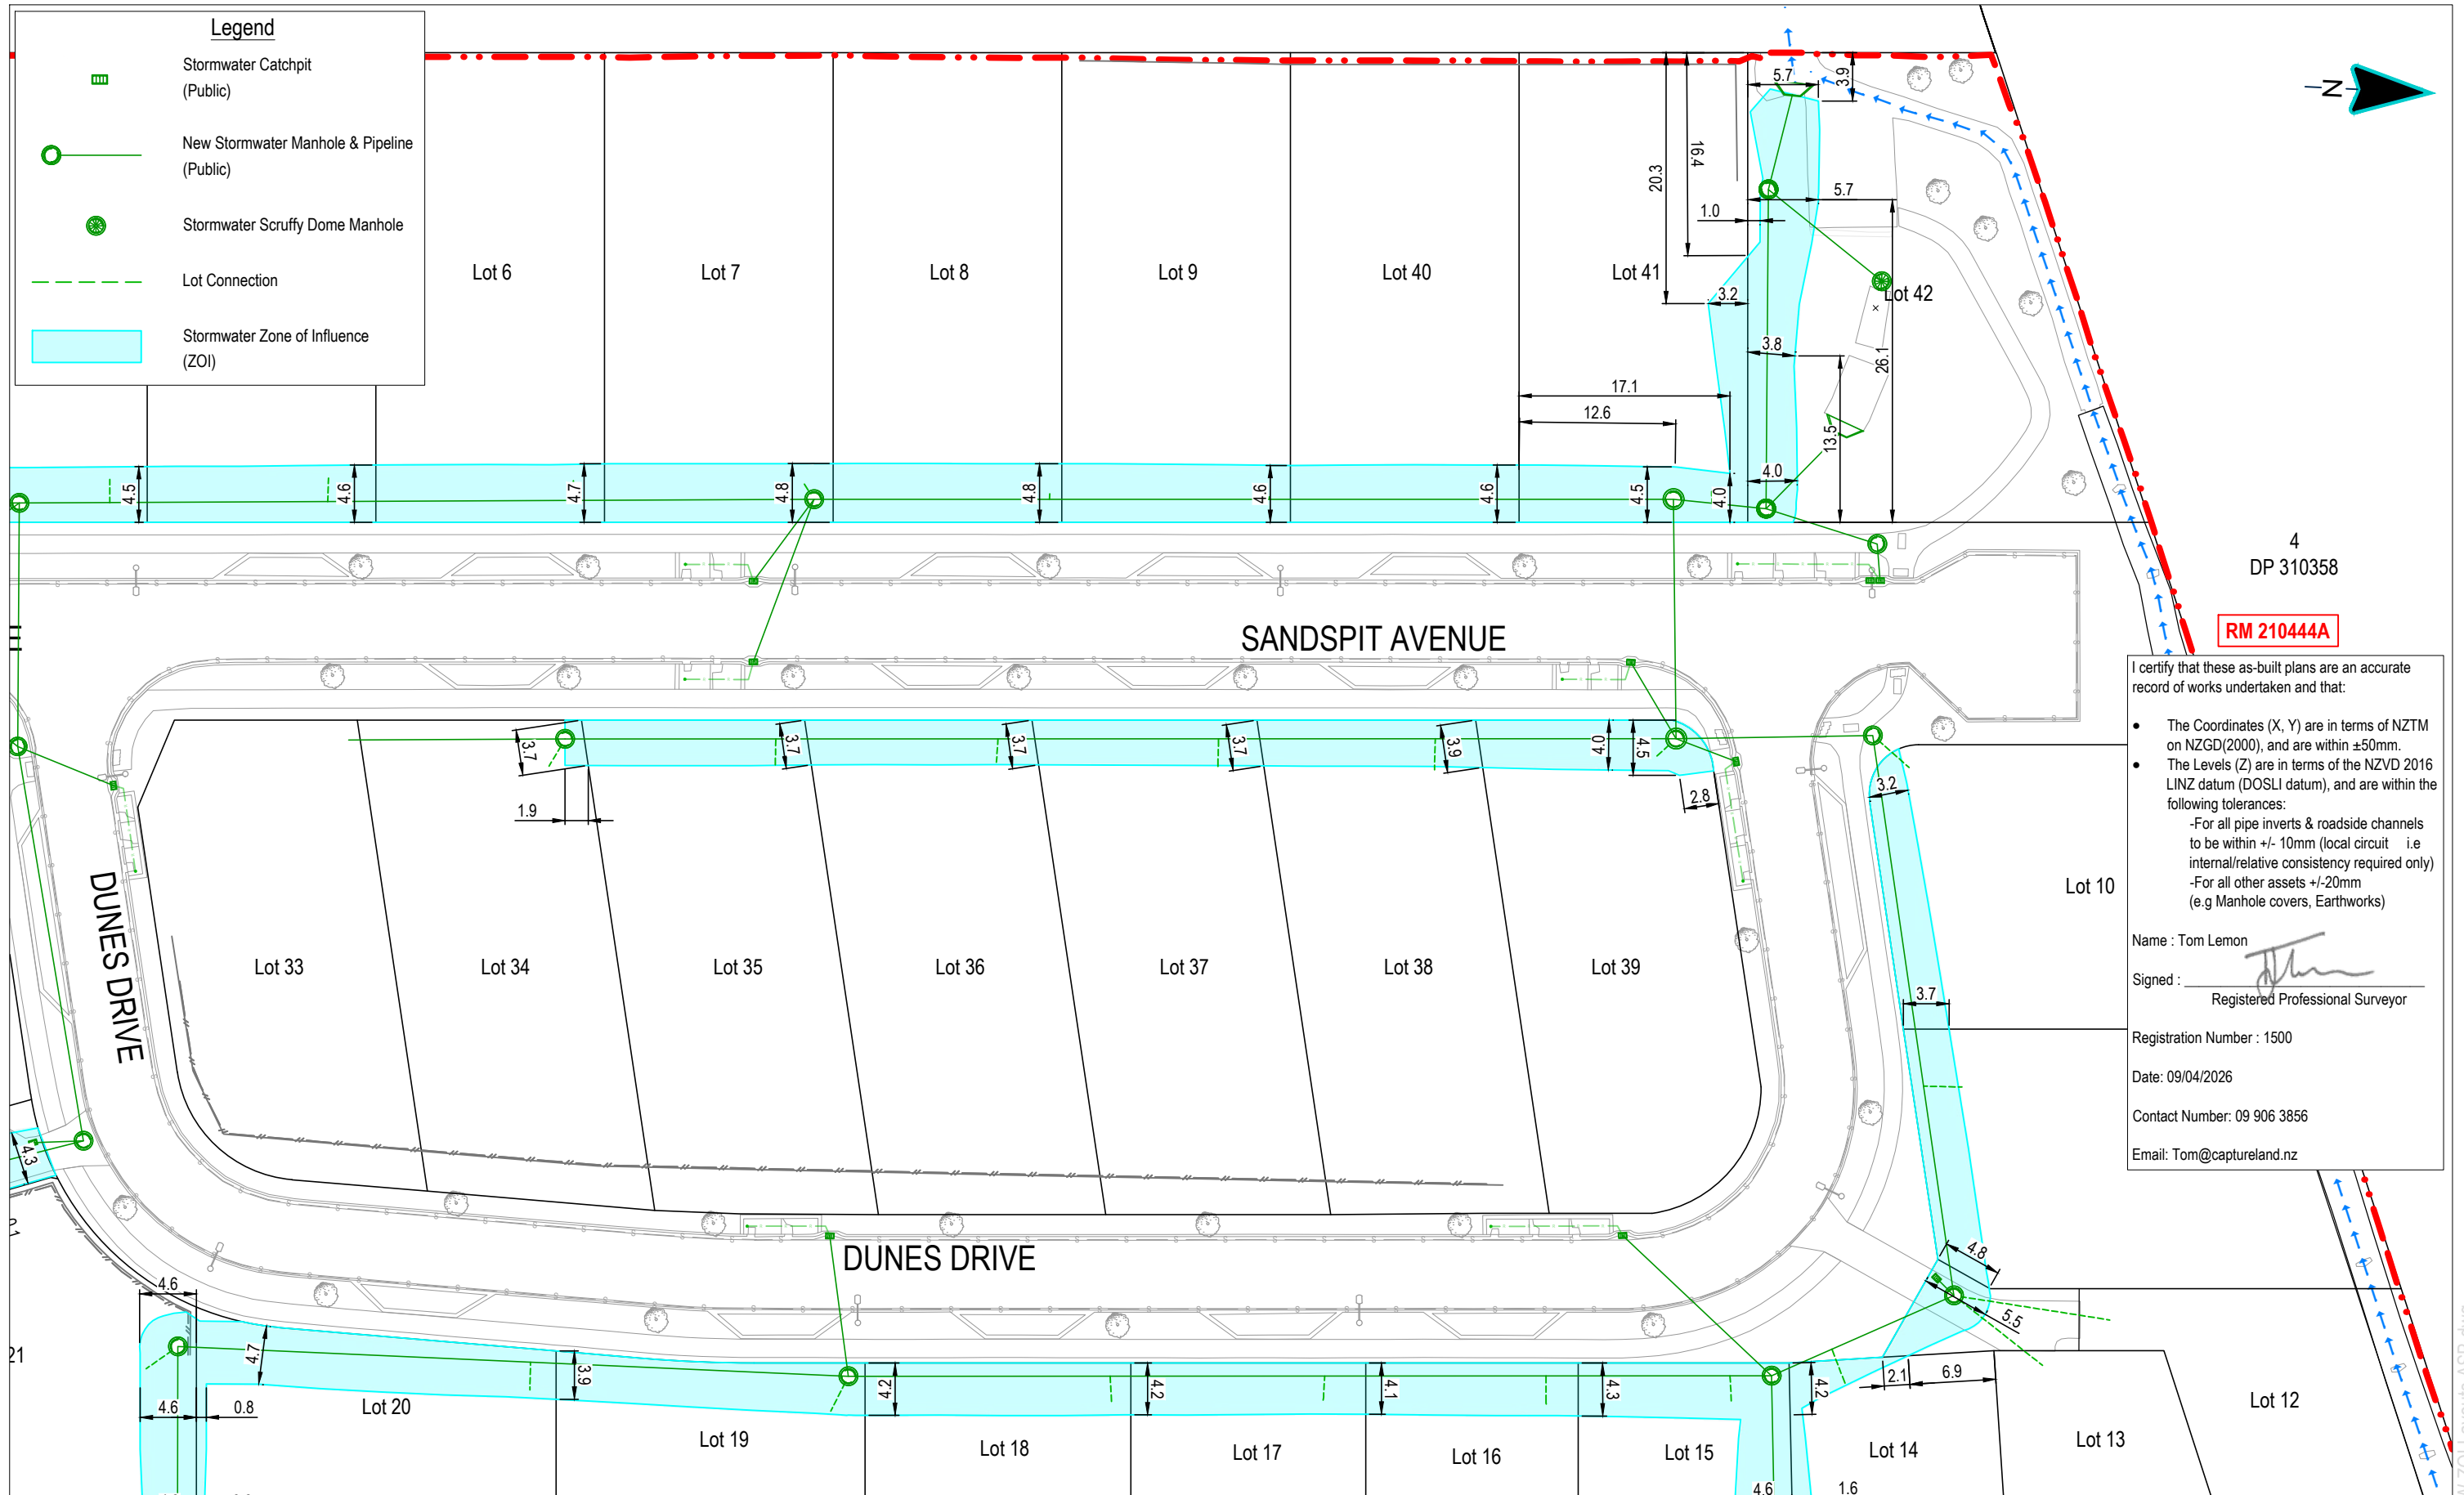 Legend
Stormwater Catchpit
(Public)
New Stormwater Manhole & Pipeline
(Public)
Stormwater Scruffy Dome Manhole
Lot Connection
Stormwater Zone of Influence
(ZOI)
N
5.7
3.9
16.4
20.3
5.7
1.0
Lot 6
Lot 7
Lot 8
Lot 9
Lot 40
Lot 41
Lot 42
3.2
3.8
26.1
17.1
12.6
13.5
4.5
4.6
4.7
4.8
4.8
4.6
4.6
4.5
4.0
4.0
4
DP 310358
RM 210444A
SANDSPIT AVENUE
3.7
3.7
3.7
3.7
3.9
4.0
4.5
1.9
2.8
3.2
Lot 10
DUNES DRIVE
Lot 33
Lot 34
Lot 35
Lot 36
Lot 37
Lot 38
Lot 39
3.7
I certify that these as-built plans are an accurate
record of works undertaken and that:
• The Coordinates (X, Y) are in terms of NZTM
on NZGD(2000), and are within ±50mm.
• The Levels (Z) are in terms of the NZVD 2016
LINZ datum (DOSLI datum), and are within the
following tolerances:
-For all pipe inverts & roadside channels
to be within +/- 10mm (local circuit i.e
internal/relative consistency required only)
-For all other assets +/-20mm
(e.g Manhole covers, Earthworks)
Name : Tom Lemon
Signed :
Registered Professional Surveyor
Registration Number : 1500
Date: 09/04/2026
Contact Number: 09 906 3856
Email: Tom@captureland.nz
4.3
DUNES DRIVE
4.8
5.5
4.6
4.7
3.9
4.2
4.2
4.1
4.3
4.2
2.1
6.9
21
4.6
0.8
Lot 20
Lot 19
Lot 18
Lot 17
Lot 16
Lot 15
Lot 14
Lot 13
Lot 12
4.6
1.6